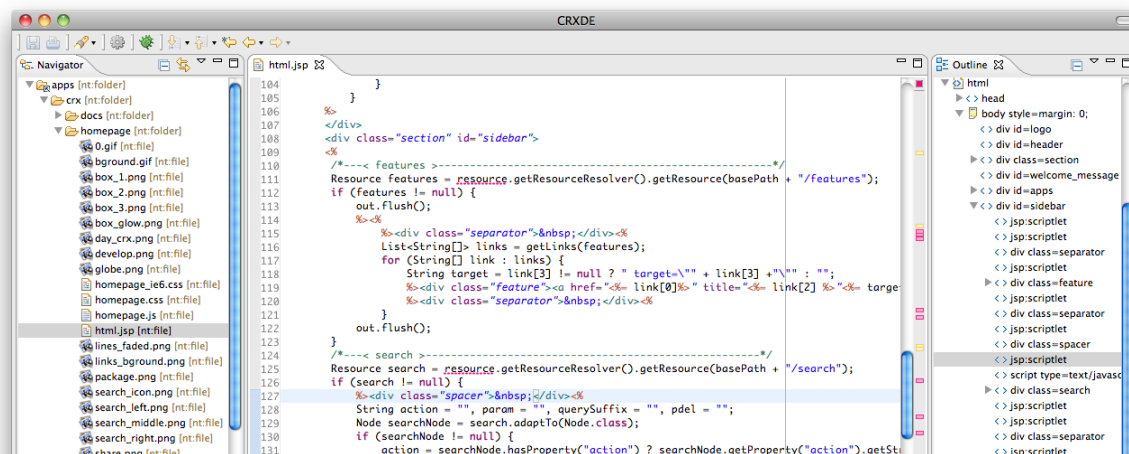 CRXDE
Navigator
apps [nt:folder]
crx [nt:folder]
docs [nt:folder]
homepage [nt:folder]
0.gif [nt:file]
bground.gif [nt:file]
box_1.png [nt:file]
box_2.png [nt:file]
box_3.png [nt:file]
box_glow.png [nt:file]
day_crx.png [nt:file]
develop.png [nt:file]
globe.png [nt:file]
homepage_ie6.css [nt:file]
homepage.css [nt:file]
homepage.js [nt:file]
html.jsp [nt:file]
lines_faded.png [nt:file]
links_bground.png [nt:file]
package.png [nt:file]
search_icon.png [nt:file]
search_left.png [nt:file]
search_middle.png [nt:file]
search_right.png [nt:file]
share.png [nt:file]
html.jsp
104 }
105 }
106 %>
107 </div>
108 <div class="section" id="sidebar">
109 <%
110 /*---< features >------------------------------------------------------*/
111 Resource features = resource.getResourceResolver().getResource(basePath + "/features");
112 if (features != null) {
113 out.flush();
114 %><%
115 %><div class="separator">&nbsp;</div><%
116 List<String[]> links = getLinks(features);
117 for (String[] link : links) {
118 String target = link[3] != null ? " target=\"" + link[3] +"\"" : "";
119 %><div class="feature"><a href="<%= link[0]%>" title="<%= link[2] %>"<%= target
120 %><div class="separator">&nbsp;</div><%
121 }
122 out.flush();
123 }
124 /*---< search >------------------------------------------------------*/
125 Resource search = resource.getResourceResolver().getResource(basePath + "/search");
126 if (search != null) {
127 %><div class="spacer">&nbsp;</div><%
128 String action = "", param = "", querySuffix = "", pdel = "";
129 Node searchNode = search.adaptTo(Node.class);
130 if (searchNode != null) {
131 action = searchNode.hasProperty("action") ? searchNode.getProperty("action").getSt
Outline
html
head
body style=margin: 0;
div id=logo
div id=header
div class=section
div id=welcome_message
div id=apps
div id=sidebar
jsp:scriptlet
jsp:scriptlet
div class=separator
jsp:scriptlet
div class=feature
jsp:scriptlet
div class=separator
jsp:scriptlet
div class=spacer
jsp:scriptlet
script type=text/javasc
div class=search
jsp:scriptlet
jsp:scriptlet
div class=separator
jsp:scriptlet